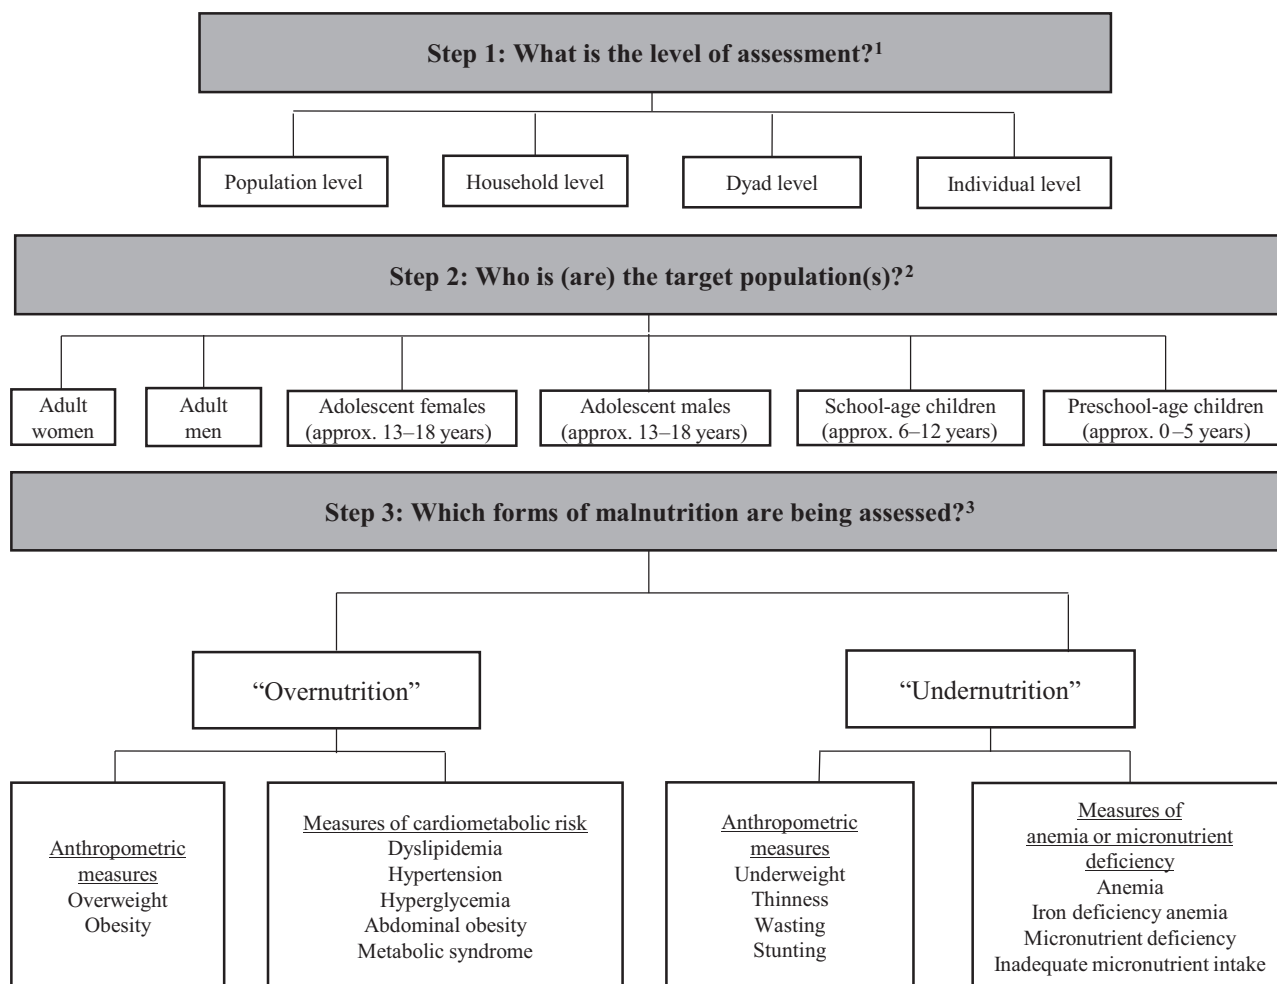 Step 1: What is the level of assessment?¹
Population level
Household level
Dyad level
Individual level
Step 2: Who is (are) the target population(s)?²
Adult
women
Adult
men
Adolescent females
(approx. 13–18 years)
Adolescent males
(approx. 13–18 years)
School-age children
(approx. 6–12 years)
Preschool-age children
(approx. 0–5 years)
Step 3: Which forms of malnutrition are being assessed?³
“Overnutrition”
“Undernutrition”
Anthropometric
measures
Overweight
Obesity
Measures of cardiometabolic risk
Dyslipidemia
Hypertension
Hyperglycemia
Abdominal obesity
Metabolic syndrome
Anthropometric
measures
Underweight
Thinness
Wasting
Stunting
Measures of
anemia or micronutrient
deficiency
Anemia
Iron deficiency anemia
Micronutrient deficiency
Inadequate micronutrient intake